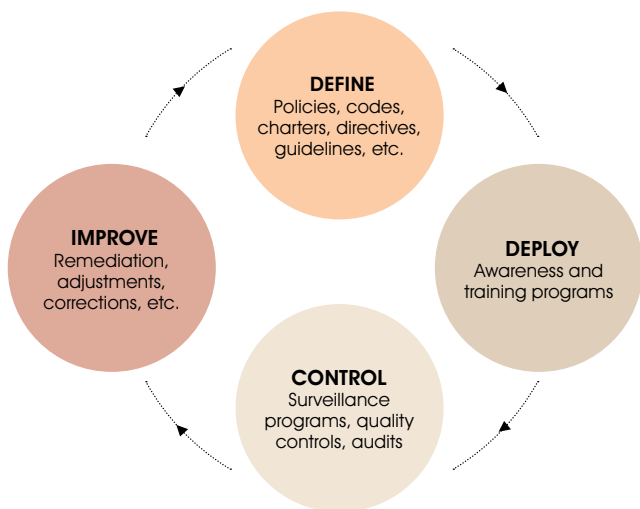 DEFINE
Policies, codes,
charters, directives,
guidelines, etc.
DEPLOY
Awareness and
training programs
CONTROL
Surveillance
programs, quality
controls, audits
IMPROVE
Remediation,
adjustments,
corrections, etc.